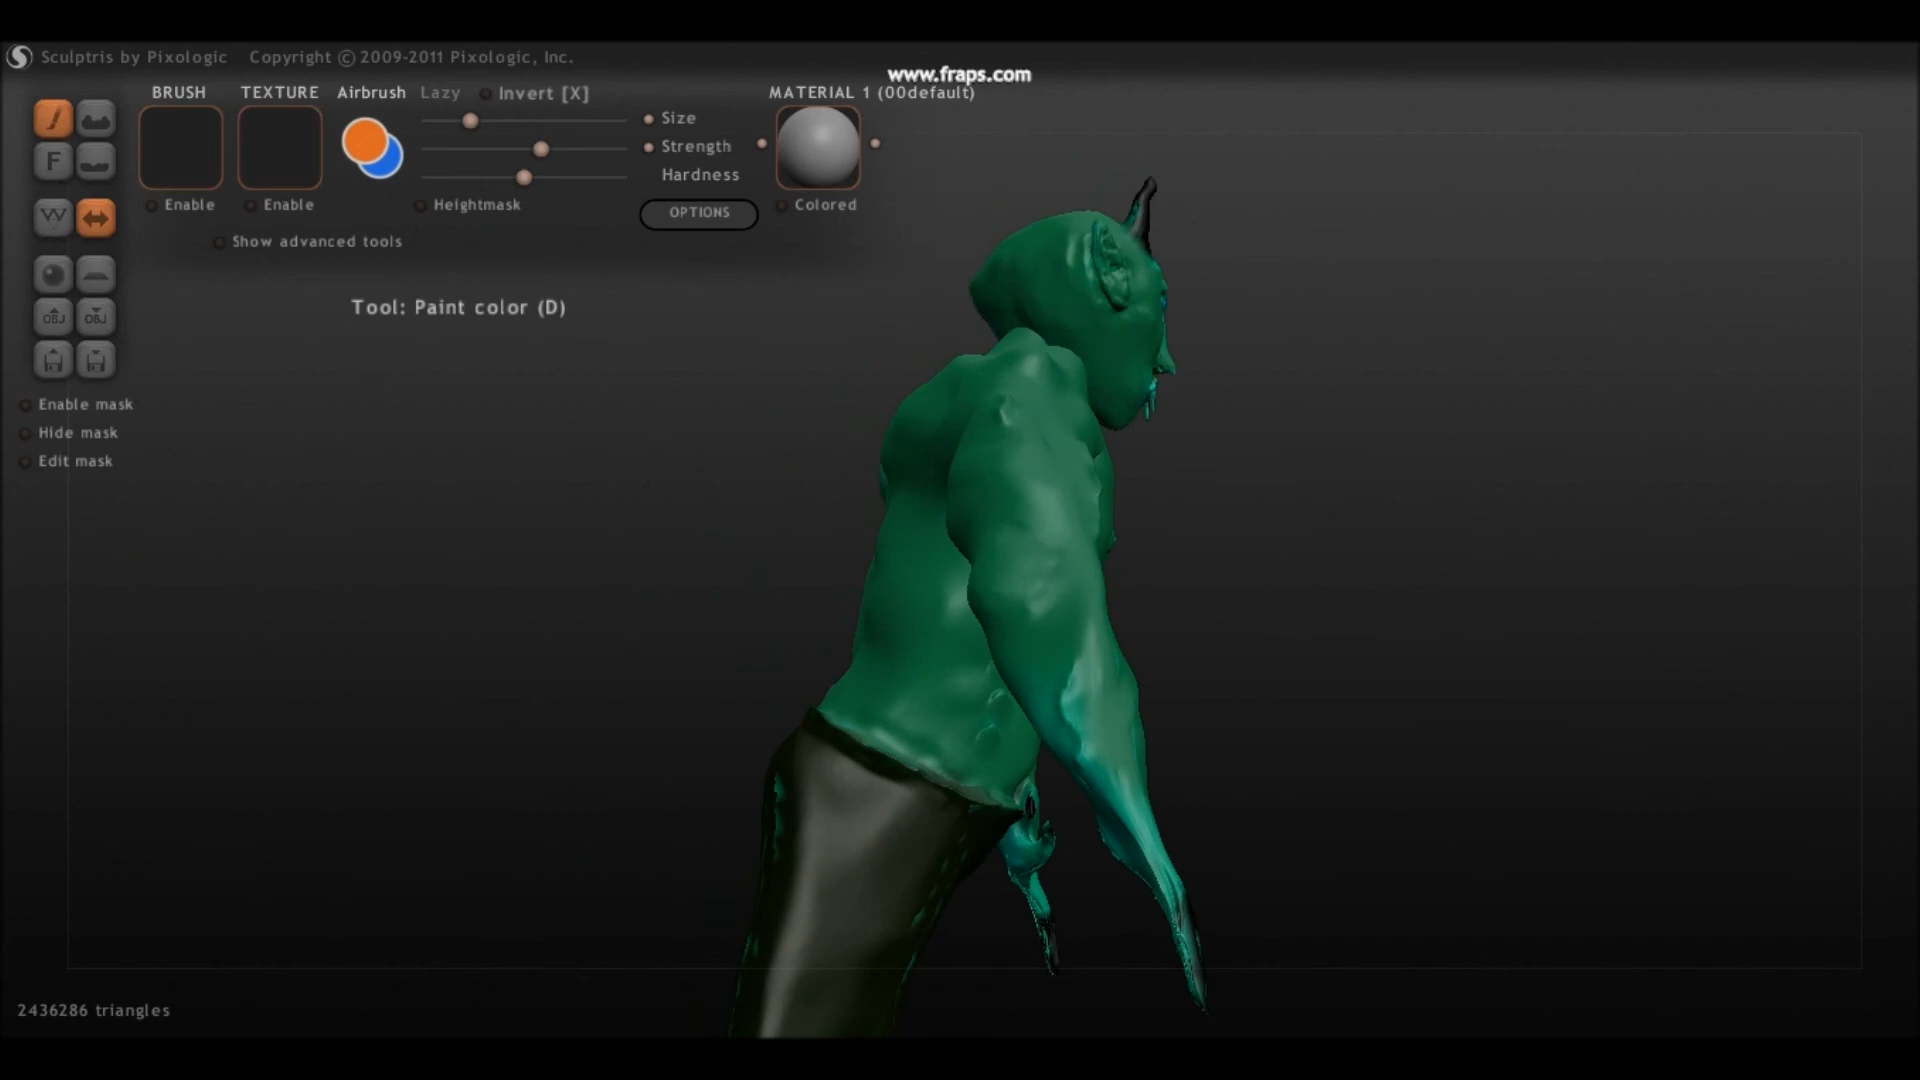 Sculptris by Pixologic Copyright © 2009-2011 Pixologic, Inc.
www.fraps.com
BRUSH TEXTURE Airbrush Lazy Invert [X] MATERIAL 1 (00default)
Size
F Strength
Hardness
Enable Enable Heightmask OPTIONS Colored
Show advanced tools
Tool: Paint color (D)
OBJ OBJ
Enable mask
Hide mask
Edit mask
2436286 triangles